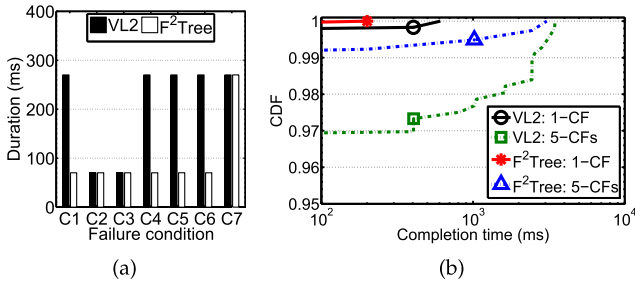 400
300
200
100
0
Duration (ms)
VL2 F²Tree
C1 C2 C3 C4 C5 C6 C7
Failure condition
(a)
1
0.99
0.98
0.97
0.96
0.95
CDF
VL2: 1−CF
VL2: 5−CFs
F²Tree: 1−CF
F²Tree: 5−CFs
10² 10³ 10⁴
Completion time (ms)
(b)